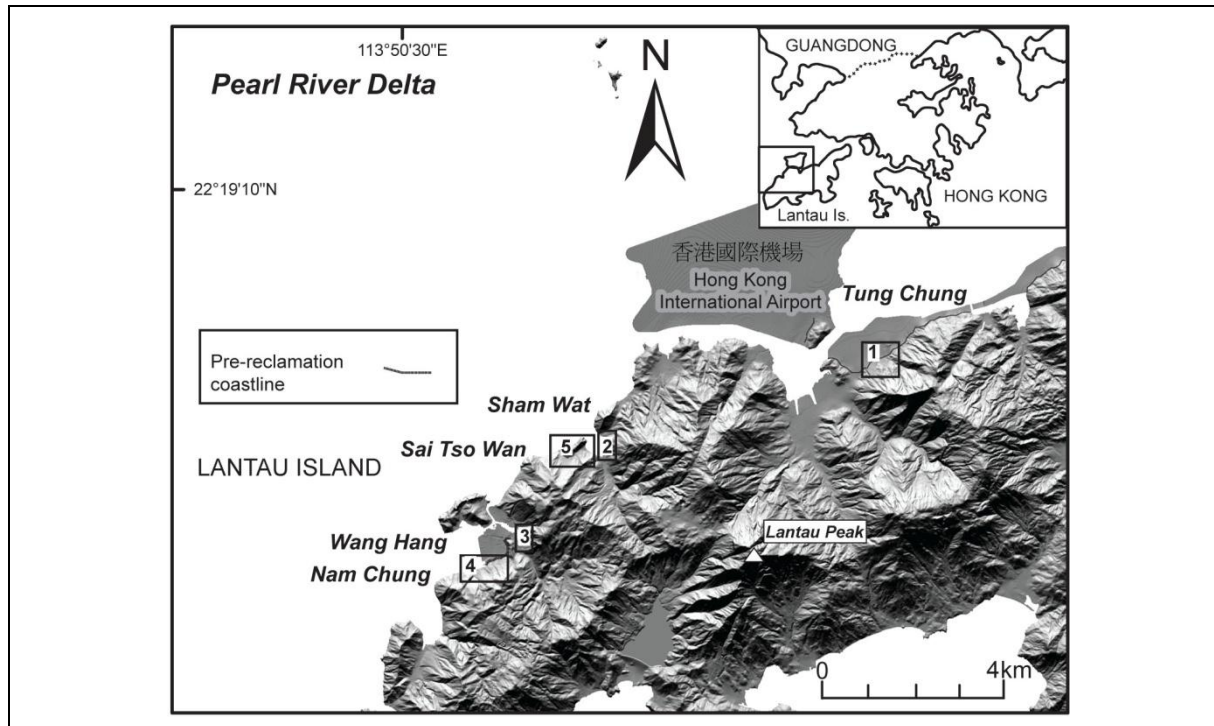 113°50'30"E
Pearl River Delta
N
GUANGDONG
HONG KONG
Lantau Is.
22°19'10"N
香港國際機場
Hong Kong
International Airport
Tung Chung
1
Pre-reclamation
coastline
Sham Wat
Sai Tso Wan
5
2
LANTAU ISLAND
Wang Hang
3
Nam Chung
4
Lantau Peak
0
4km